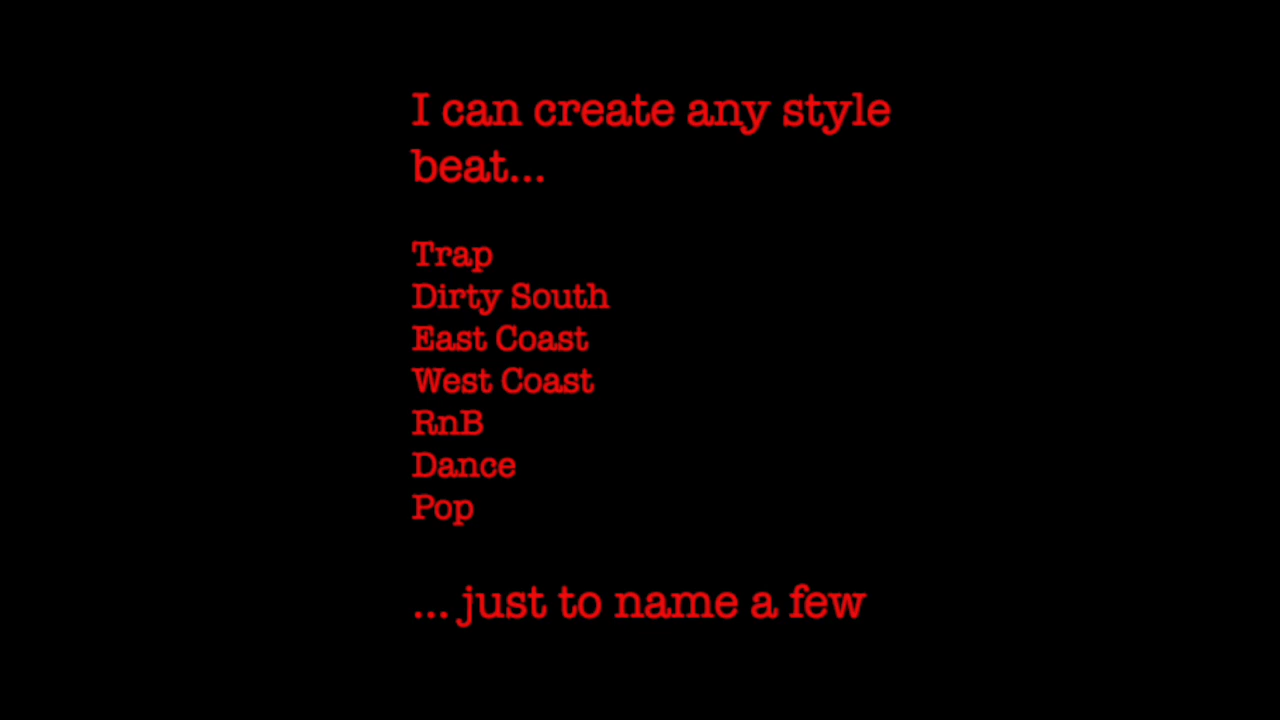 I can create any style
beat...
Trap
Dirty South
East Coast
West Coast
RnB
Dance
Pop
... just to name a few